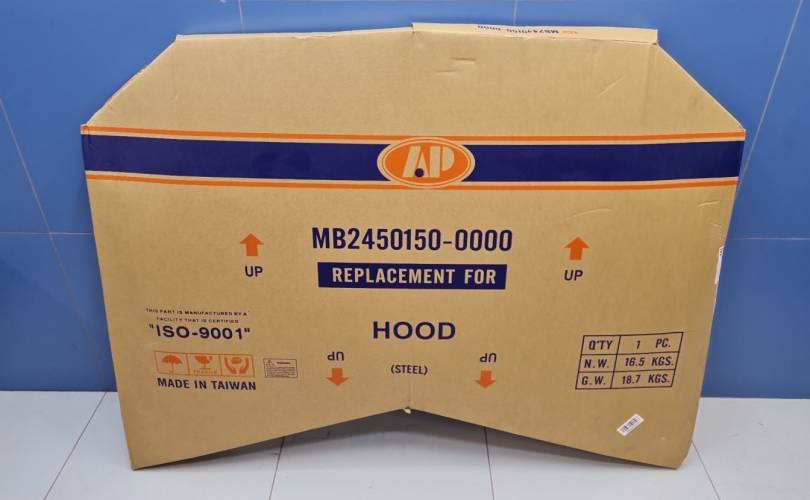 AP
MB2450150-0000
REPLACEMENT FOR
UP
UP
THIS PART IS MANUFACTURED BY A
FACILITY THAT IS CERTIFIED
"ISO-9001"
HOOD
(STEEL)
UP
UP
FRAGILE
MADE IN TAIWAN
Q'TY 1 PC.
N.W. 16.5 KGS.
G.W. 18.7 KGS.